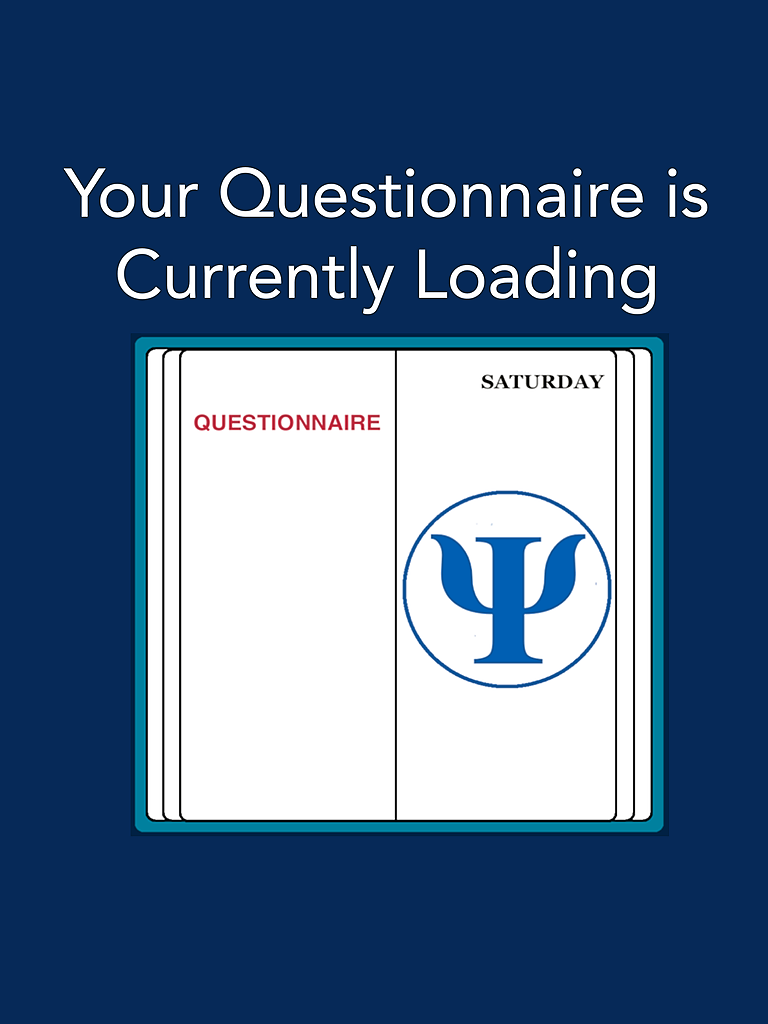 Your Questionnaire is
Currently Loading
SATURDAY
QUESTIONNAIRE
Ψ